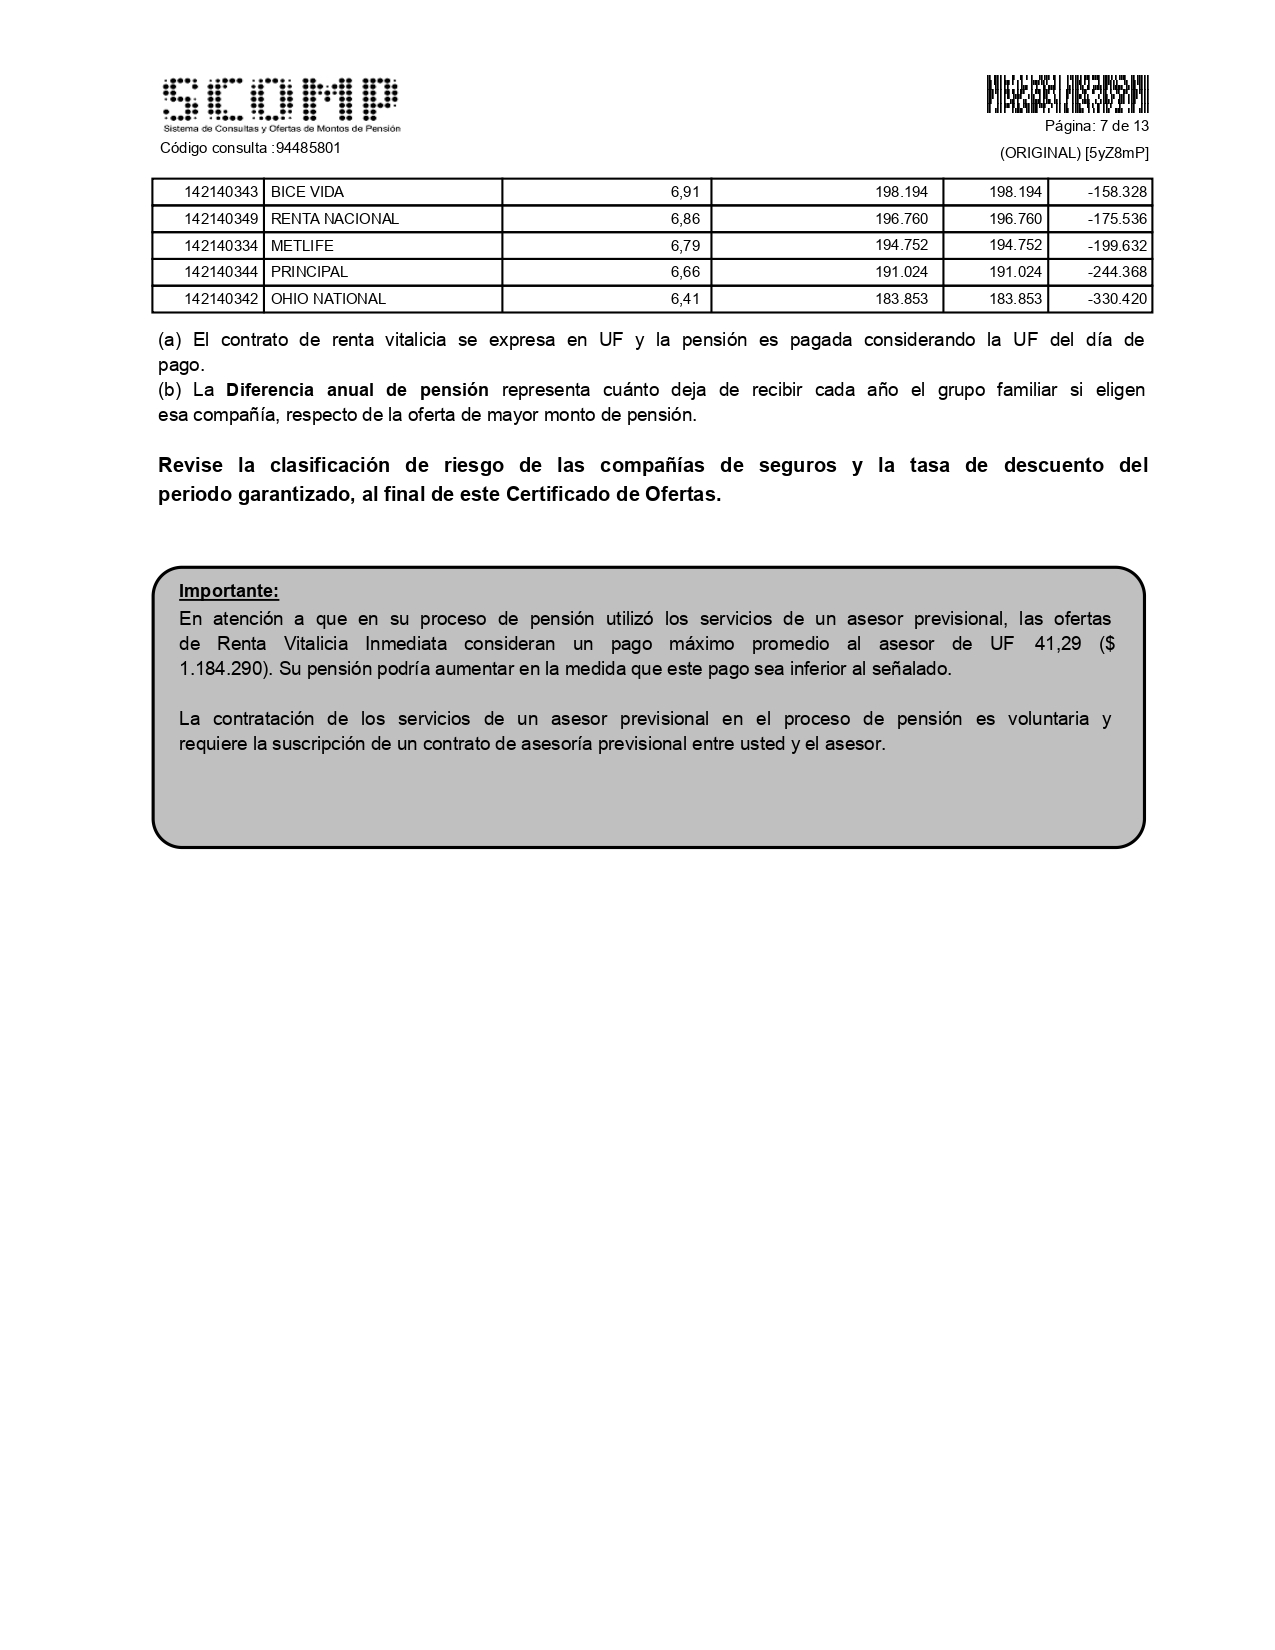 SCOMP
Sistema de Consultas y Ofertas de Montos de Pensión
Código consulta :94485801
Página: 7 de 13
(ORIGINAL) [5yZ8mP]
142140343 BICE VIDA 6,91 198.194 198.194 -158.328
142140349 RENTA NACIONAL 6,86 196.760 196.760 -175.536
142140334 METLIFE 6,79 194.752 194.752 -199.632
142140344 PRINCIPAL 6,66 191.024 191.024 -244.368
142140342 OHIO NATIONAL 6,41 183.853 183.853 -330.420
(a) El contrato de renta vitalicia se expresa en UF y la pensión es pagada considerando la UF del día de
pago.
(b) La Diferencia anual de pensión representa cuánto deja de recibir cada año el grupo familiar si eligen
esa compañía, respecto de la oferta de mayor monto de pensión.
Revise la clasificación de riesgo de las compañías de seguros y la tasa de descuento del
periodo garantizado, al final de este Certificado de Ofertas.
Importante:
En atención a que en su proceso de pensión utilizó los servicios de un asesor previsional, las ofertas
de Renta Vitalicia Inmediata consideran un pago máximo promedio al asesor de UF 41,29 ($
1.184.290). Su pensión podría aumentar en la medida que este pago sea inferior al señalado.
La contratación de los servicios de un asesor previsional en el proceso de pensión es voluntaria y
requiere la suscripción de un contrato de asesoría previsional entre usted y el asesor.